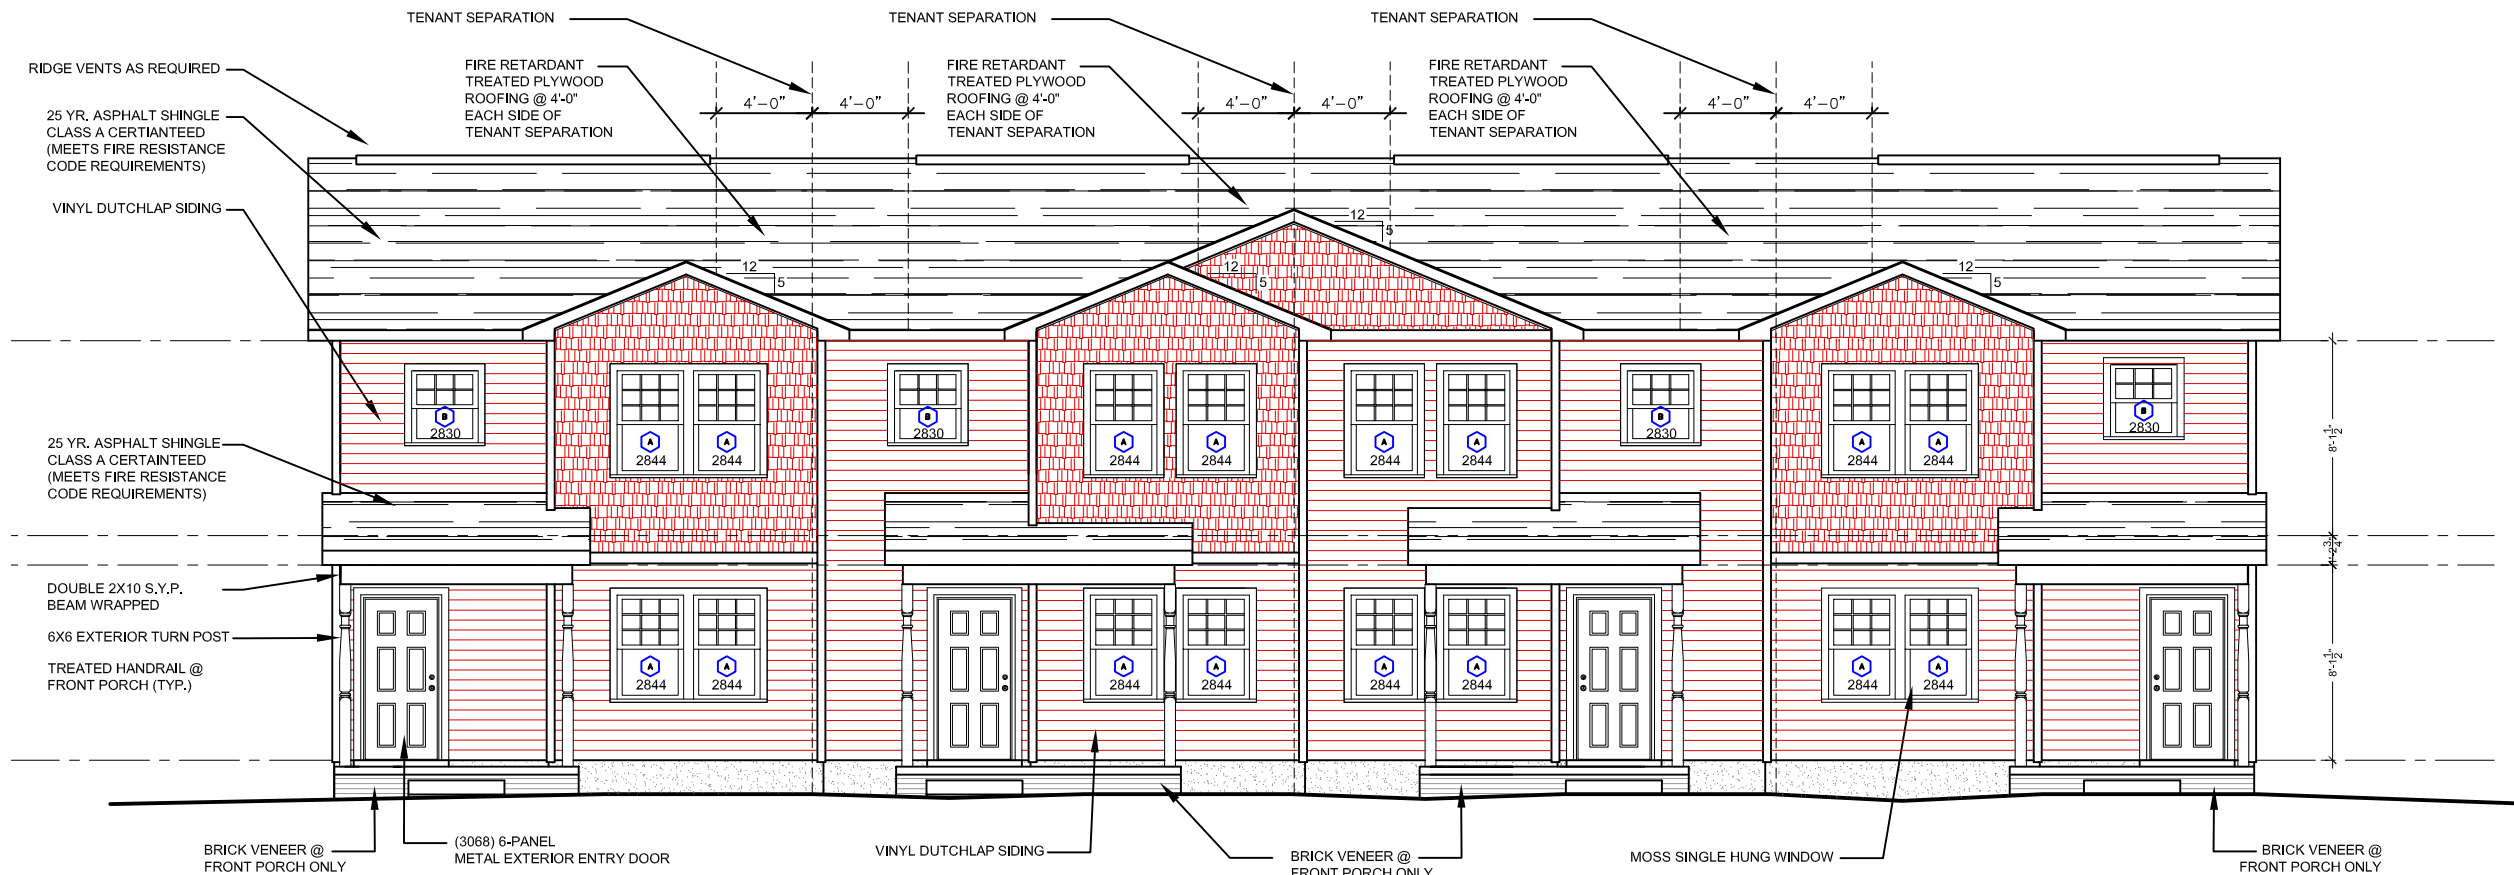 TENANT SEPARATION
TENANT SEPARATION
TENANT SEPARATION
RIDGE VENTS AS REQUIRED
FIRE RETARDANT
TREATED PLYWOOD
ROOFING @ 4'-0"
EACH SIDE OF
TENANT SEPARATION
FIRE RETARDANT
TREATED PLYWOOD
ROOFING @ 4'-0"
EACH SIDE OF
TENANT SEPARATION
FIRE RETARDANT
TREATED PLYWOOD
ROOFING @ 4'-0"
EACH SIDE OF
TENANT SEPARATION
4'-0" 4'-0"
4'-0" 4'-0"
4'-0" 4'-0"
25 YR. ASPHALT SHINGLE
CLASS A CERTIANTEED
(MEETS FIRE RESISTANCE
CODE REQUIREMENTS)
VINYL DUTCHLAP SIDING
12
5
12
5
12
5
12
5
B
2830
A A
2844 2844
B
2830
A A
2844 2844
A A
2844 2844
B
2830
A A
2844 2844
B
2830
8'-1 1/2"
25 YR. ASPHALT SHINGLE
CLASS A CERTAINTEED
(MEETS FIRE RESISTANCE
CODE REQUIREMENTS)
1'-2 3/4"
DOUBLE 2X10 S.Y.P.
BEAM WRAPPED
6X6 EXTERIOR TURN POST
TREATED HANDRAIL @
FRONT PORCH (TYP.)
A A
2844 2844
A A
2844 2844
A A
2844 2844
A A
2844 2844
8'-1 1/2"
BRICK VENEER @
FRONT PORCH ONLY
(3068) 6-PANEL
METAL EXTERIOR ENTRY DOOR
VINYL DUTCHLAP SIDING
BRICK VENEER @
FRONT PORCH ONLY
MOSS SINGLE HUNG WINDOW
BRICK VENEER @
FRONT PORCH ONLY